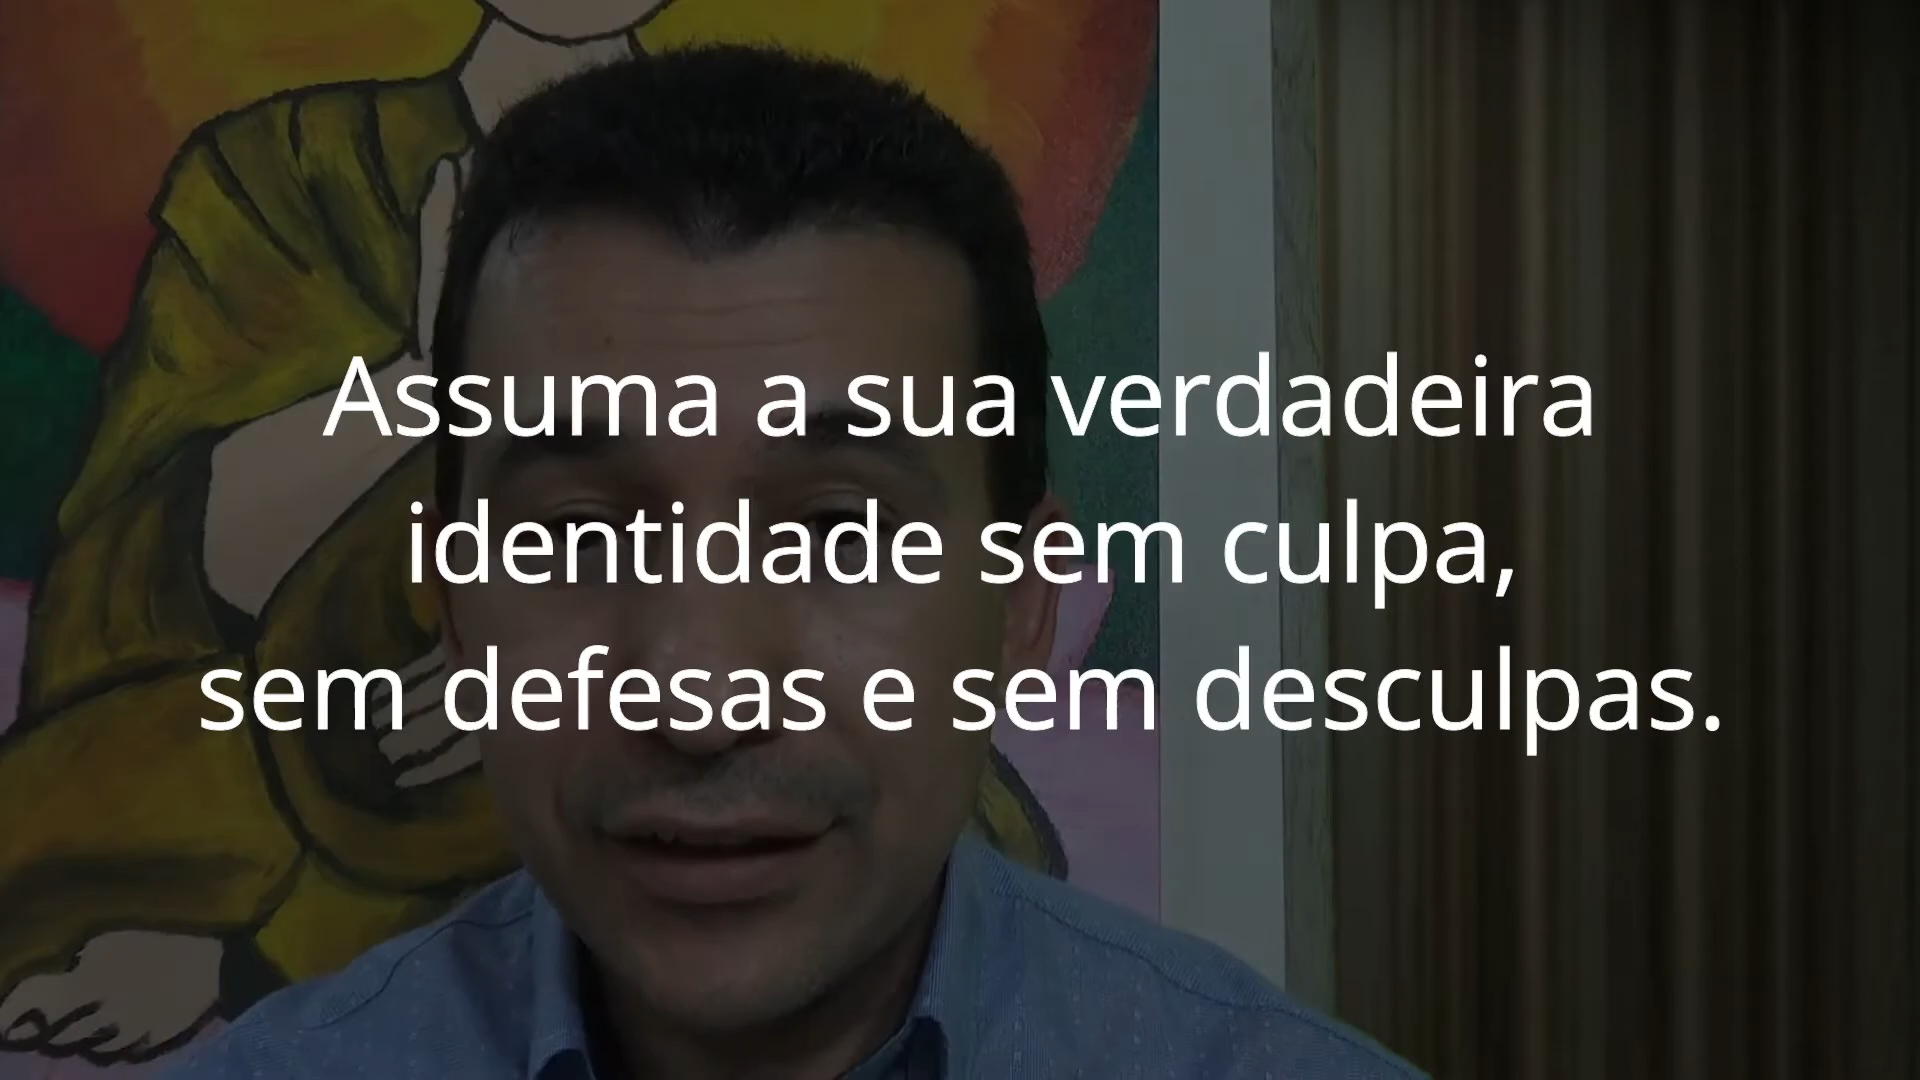 Assuma a sua verdadeira
identidade sem culpa,
sem defesas e sem desculpas.